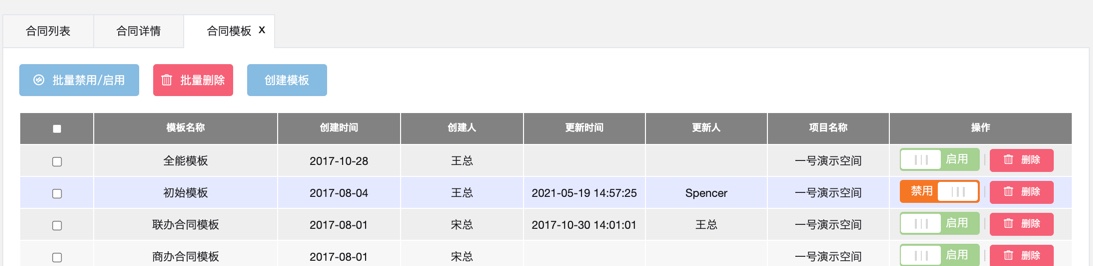 合同列表 合同详情 合同模板 X
批量禁用/启用 批量删除 创建模板
模板名称 创建时间 创建人 更新时间 更新人 项目名称 操作
全能模板 2017-10-28 王总 一号演示空间 启用 删除
初始模板 2017-08-04 王总 2021-05-19 14:57:25 Spencer 一号演示空间 禁用 删除
联办合同模板 2017-08-01 宋总 2017-10-30 14:01:01 王总 一号演示空间 启用 删除
商办合同模板 2017-08-01 宋总 一号演示空间 启用 删除